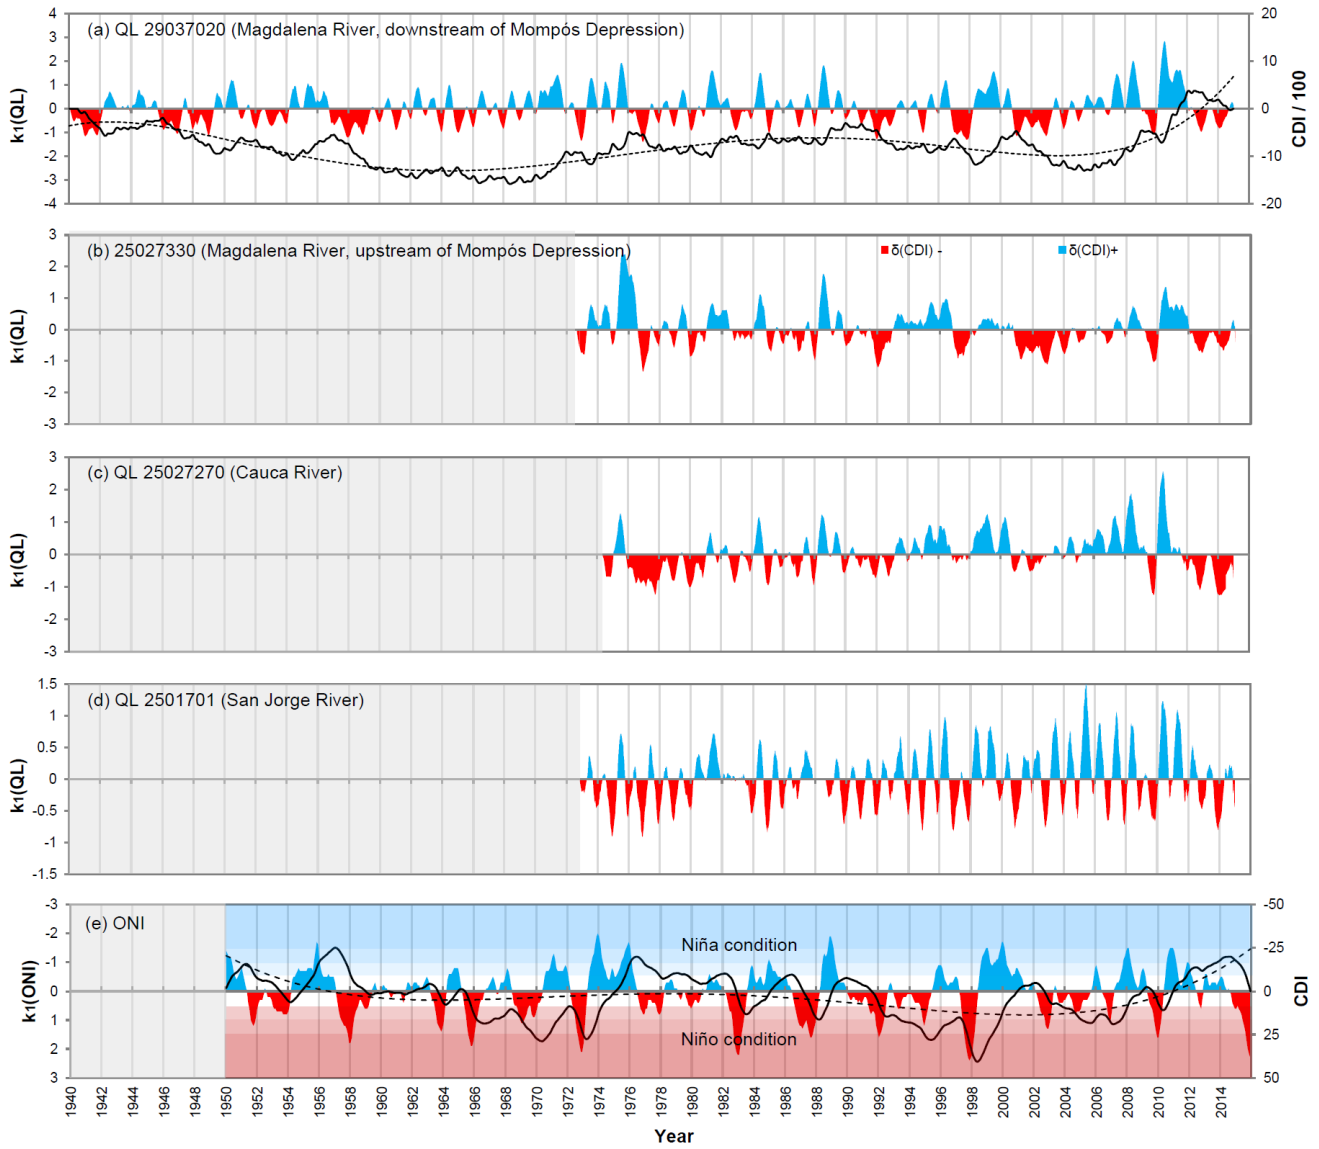 (a) QL 29037020 (Magdalena River, downstream of Mompós Depression)
k1(QL)
4
3
2
1
0
-1
-2
-3
-4
20
10
0
-10
-20
CDI / 100
(b) 25027330 (Magdalena River, upstream of Mompós Depression)
δ(CDI) -
δ(CDI)+
k1(QL)
3
2
1
0
-1
-2
-3
(c) QL 25027270 (Cauca River)
k1(QL)
3
2
1
0
-1
-2
-3
(d) QL 2501701 (San Jorge River)
k1(QL)
1.5
1
0.5
0
-0.5
-1
-1.5
(e) ONI
k1(ONI)
-3
-2
-1
0
1
2
3
Niña condition
Niño condition
-50
-25
0
25
50
CDI
1940 1942 1944 1946 1948 1950 1952 1954 1956 1958 1960 1962 1964 1966 1968 1970 1972 1974 1976 1978 1980 1982 1984 1986 1988 1990 1992 1994 1996 1998 2000 2002 2004 2006 2008 2010 2012 2014
Year